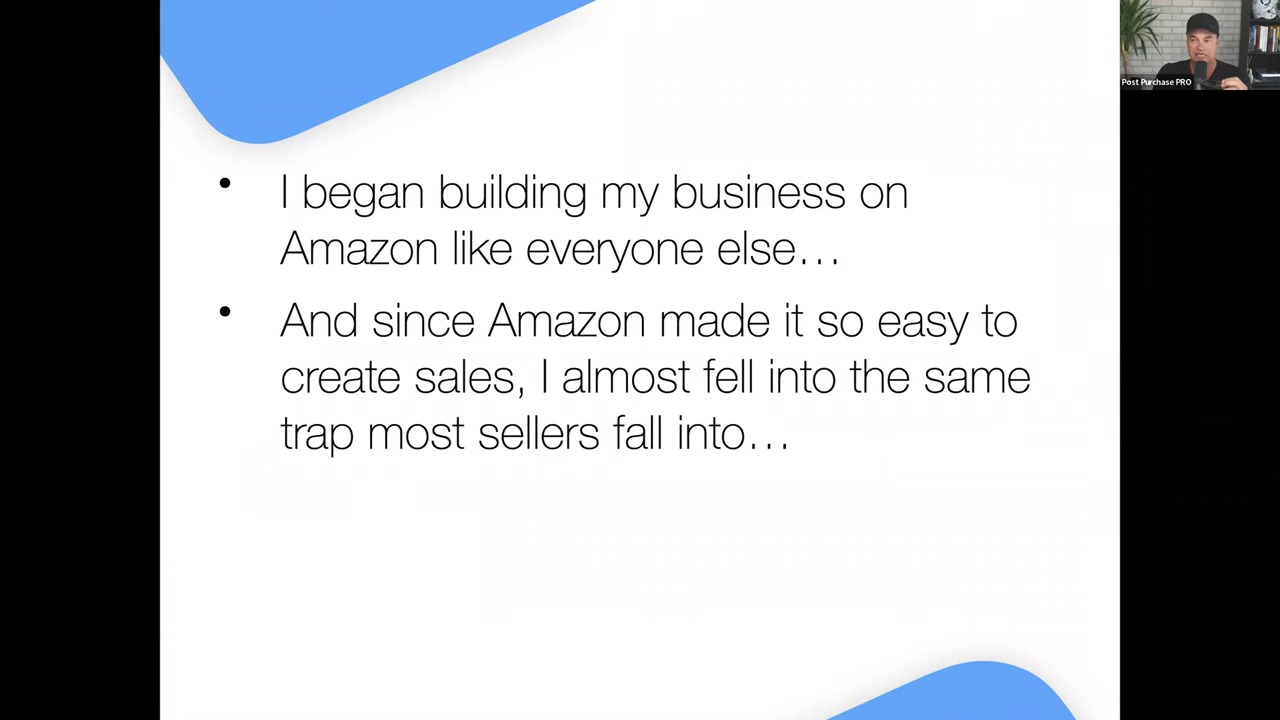 • I began building my business on
Amazon like everyone else…
• And since Amazon made it so easy to
create sales, I almost fell into the same
trap most sellers fall into…
Post Purchase PRO